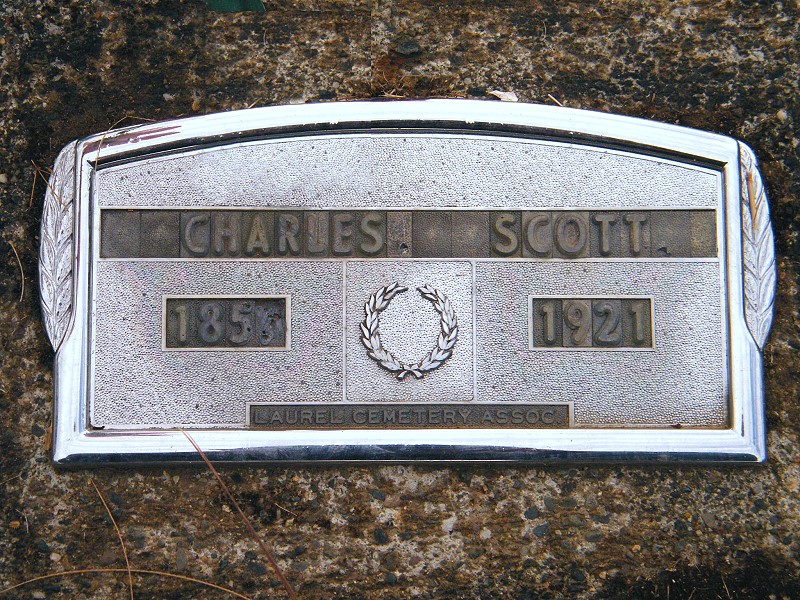 CHARLES SCOTT
1921
LAUREL CEMETERY ASSOC.